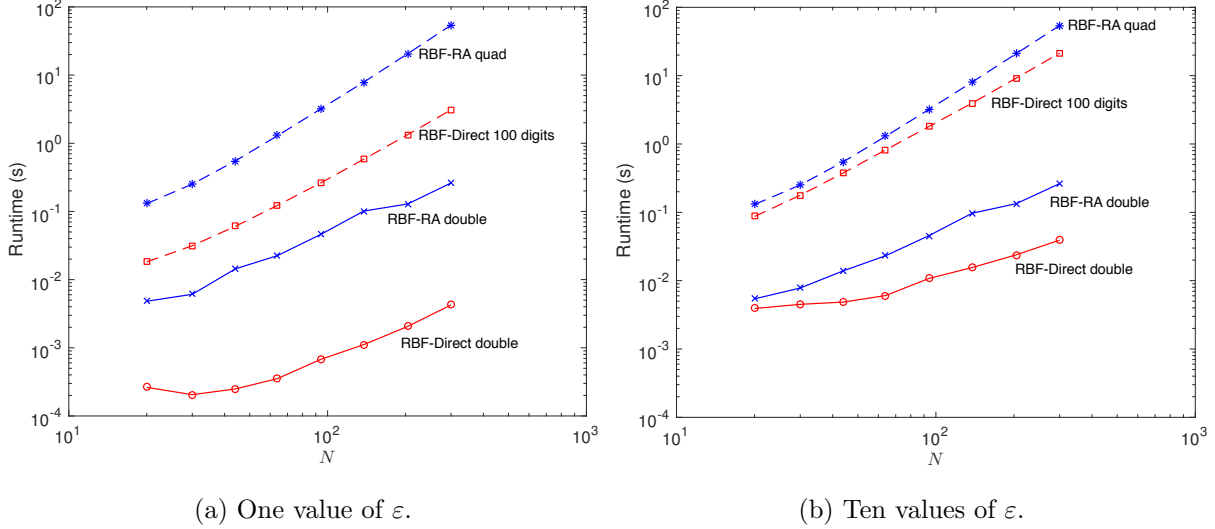 10^2
10^1
10^0
10^-1
10^-2
10^-3
10^-4
Runtime (s)
RBF-RA quad
RBF-Direct 100 digits
RBF-RA double
RBF-Direct double
10^1
10^2
10^3
N
(a) One value of ε.
10^2
10^1
10^0
10^-1
10^-2
10^-3
10^-4
Runtime (s)
RBF-RA quad
RBF-Direct 100 digits
RBF-RA double
RBF-Direct double
10^1
10^2
10^3
N
(b) Ten values of ε.